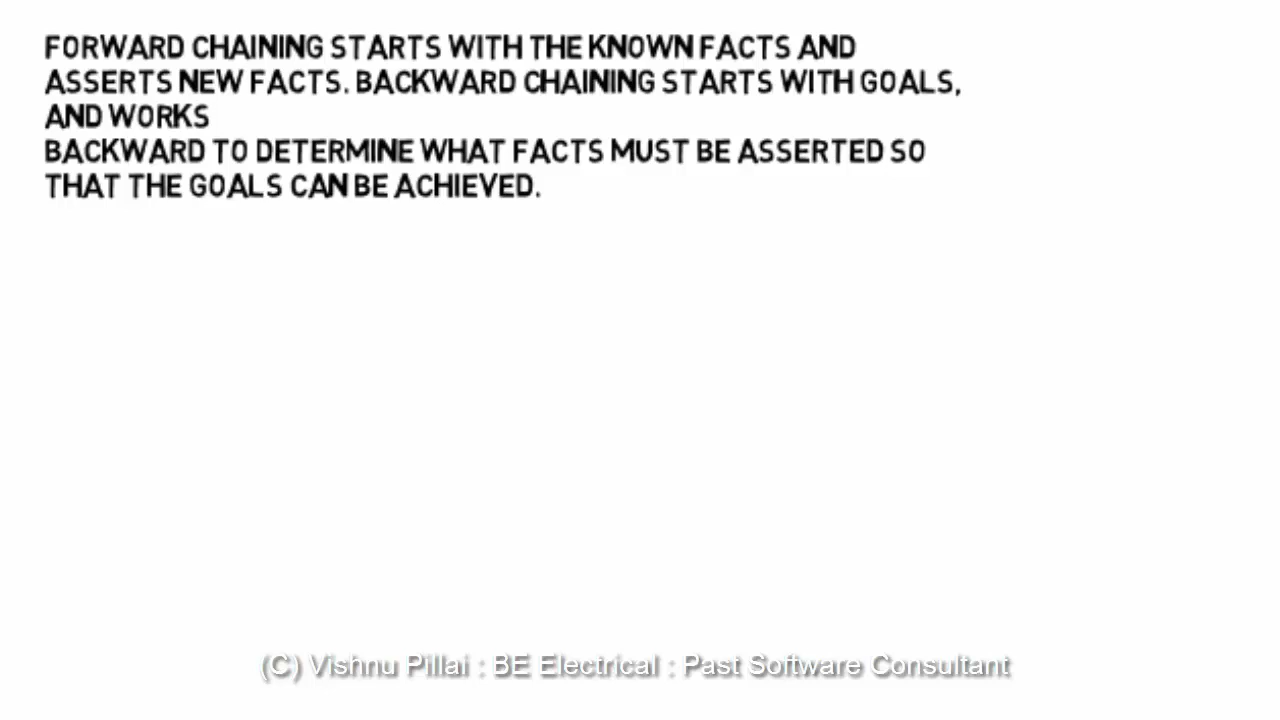 FORWARD CHAINING STARTS WITH THE KNOWN FACTS AND
ASSERTS NEW FACTS. BACKWARD CHAINING STARTS WITH GOALS,
AND WORKS
BACKWARD TO DETERMINE WHAT FACTS MUST BE ASSERTED SO
THAT THE GOALS CAN BE ACHIEVED.
(C) Vishnu Pillai : BE Electrical : Past Software Consultant